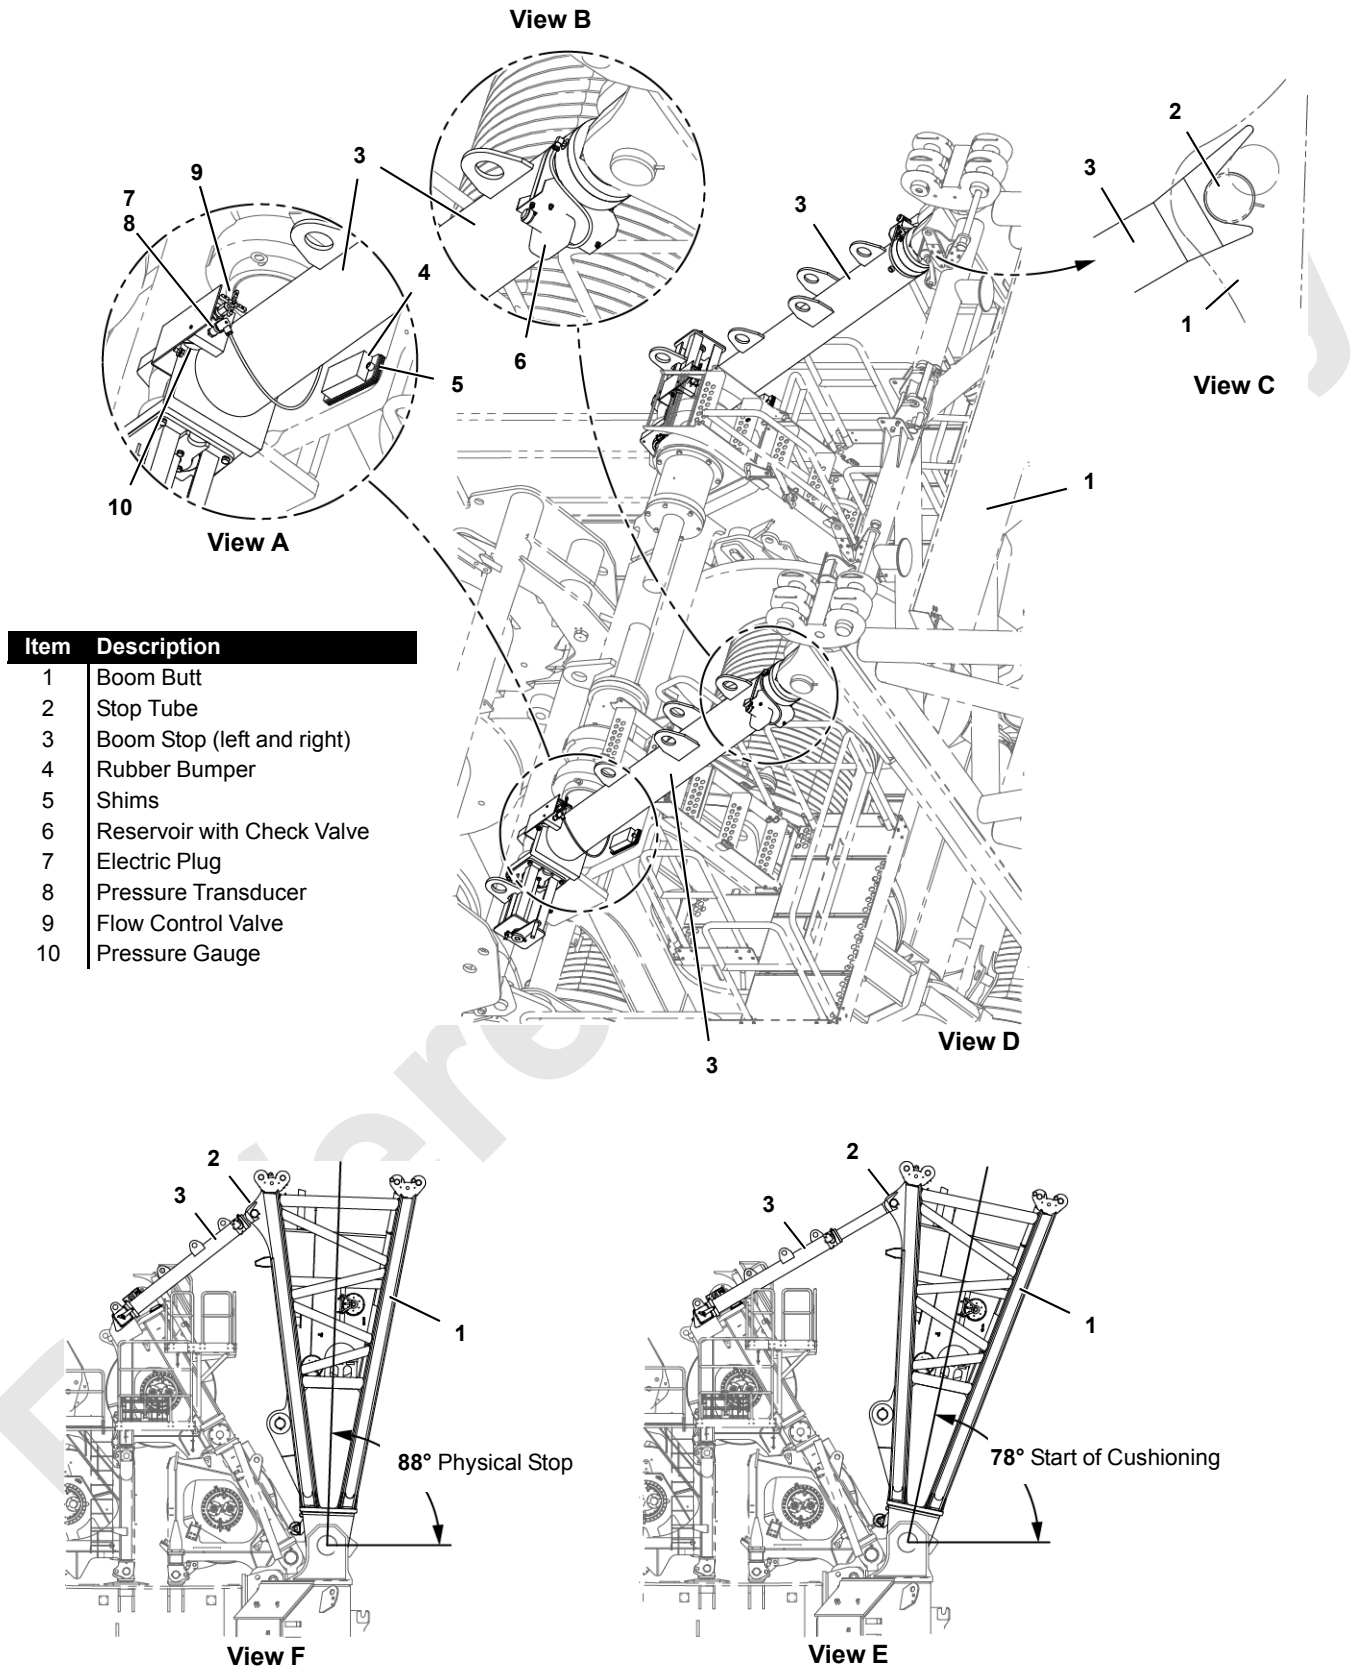 View B
2
3
9
3
7
8
3
3
4
1
6
5
View C
10
1
View A
Item Description
1 Boom Butt
2 Stop Tube
3 Boom Stop (left and right)
4 Rubber Bumper
5 Shims
6 Reservoir with Check Valve
7 Electric Plug
8 Pressure Transducer
9 Flow Control Valve
10 Pressure Gauge
View D
3
2
3
1
88° Physical Stop
View F
2
3
1
78° Start of Cushioning
View E